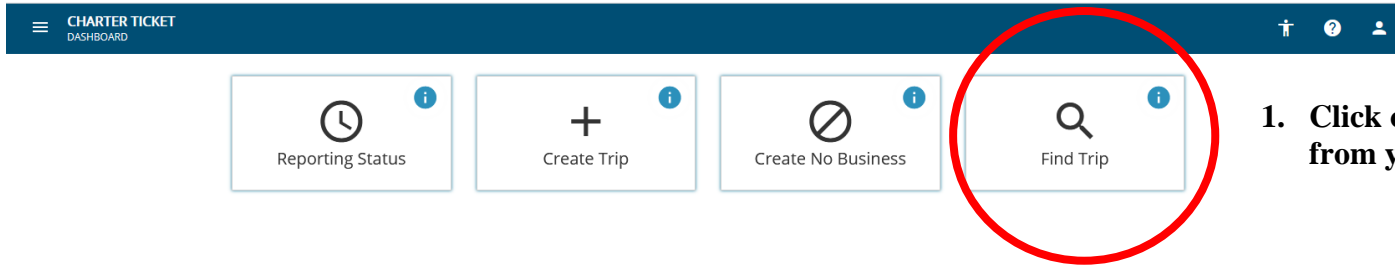 CHARTER TICKET
DASHBOARD
Reporting Status
Create Trip
Create No Business
Find Trip
1. Click
from